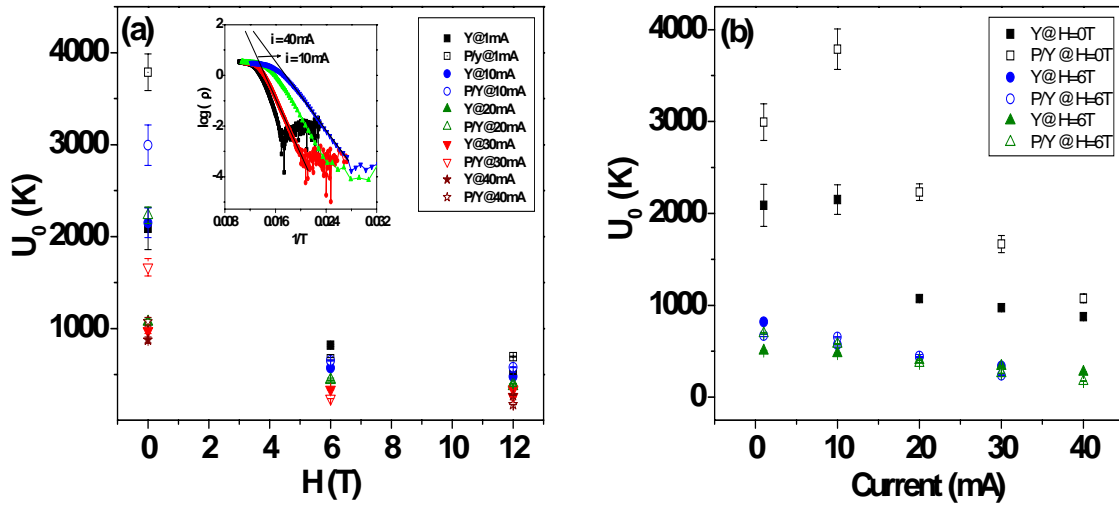 (a)
U0 (K)
4000
3000
2000
1000
0
2
4
6
8
10
12
H (T)
log(ρ)
2
0
-2
-4
0.008
0.016
0.024
0.032
1/T
i = 40mA
i = 10mA
Y@1mA
P/y@1mA
Y@10mA
P/Y@10mA
Y@20mA
P/Y@20mA
Y@30mA
P/Y@30mA
Y@40mA
P/Y@40mA
(b)
U0 (K)
4000
3000
2000
1000
0
0
10
20
30
40
Current (mA)
Y@H=0T
P/Y@H=0T
Y@H=6T
P/Y@H=6T
Y@H=6T
P/Y@H=6T